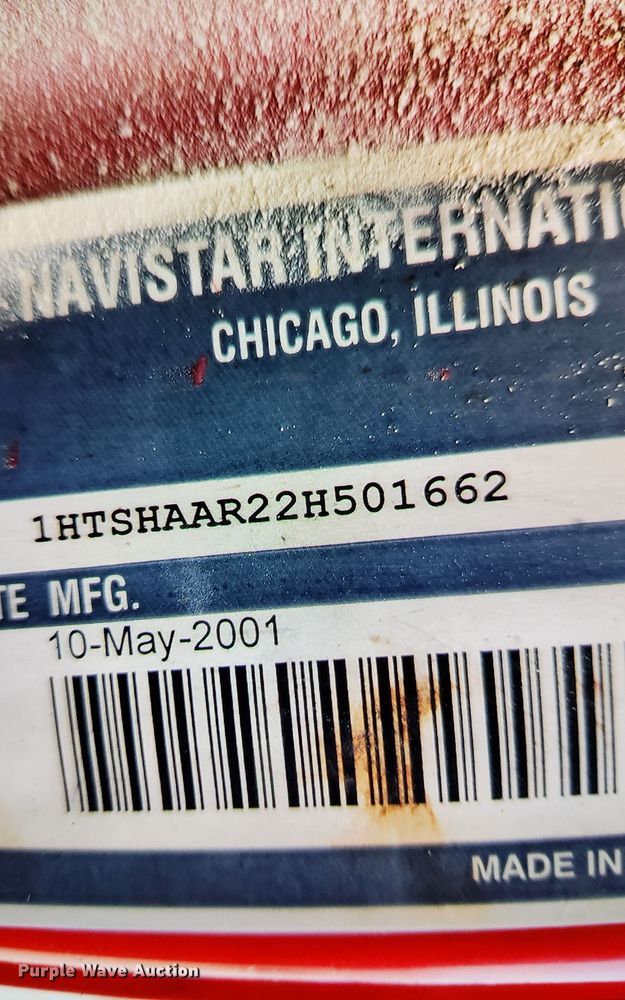 NAVISTAR INTERNATI
CHICAGO, ILLINOIS
1HTSHAAR22H501662
TE MFG.
10-May-2001
MADE IN
Purple Wave Auction